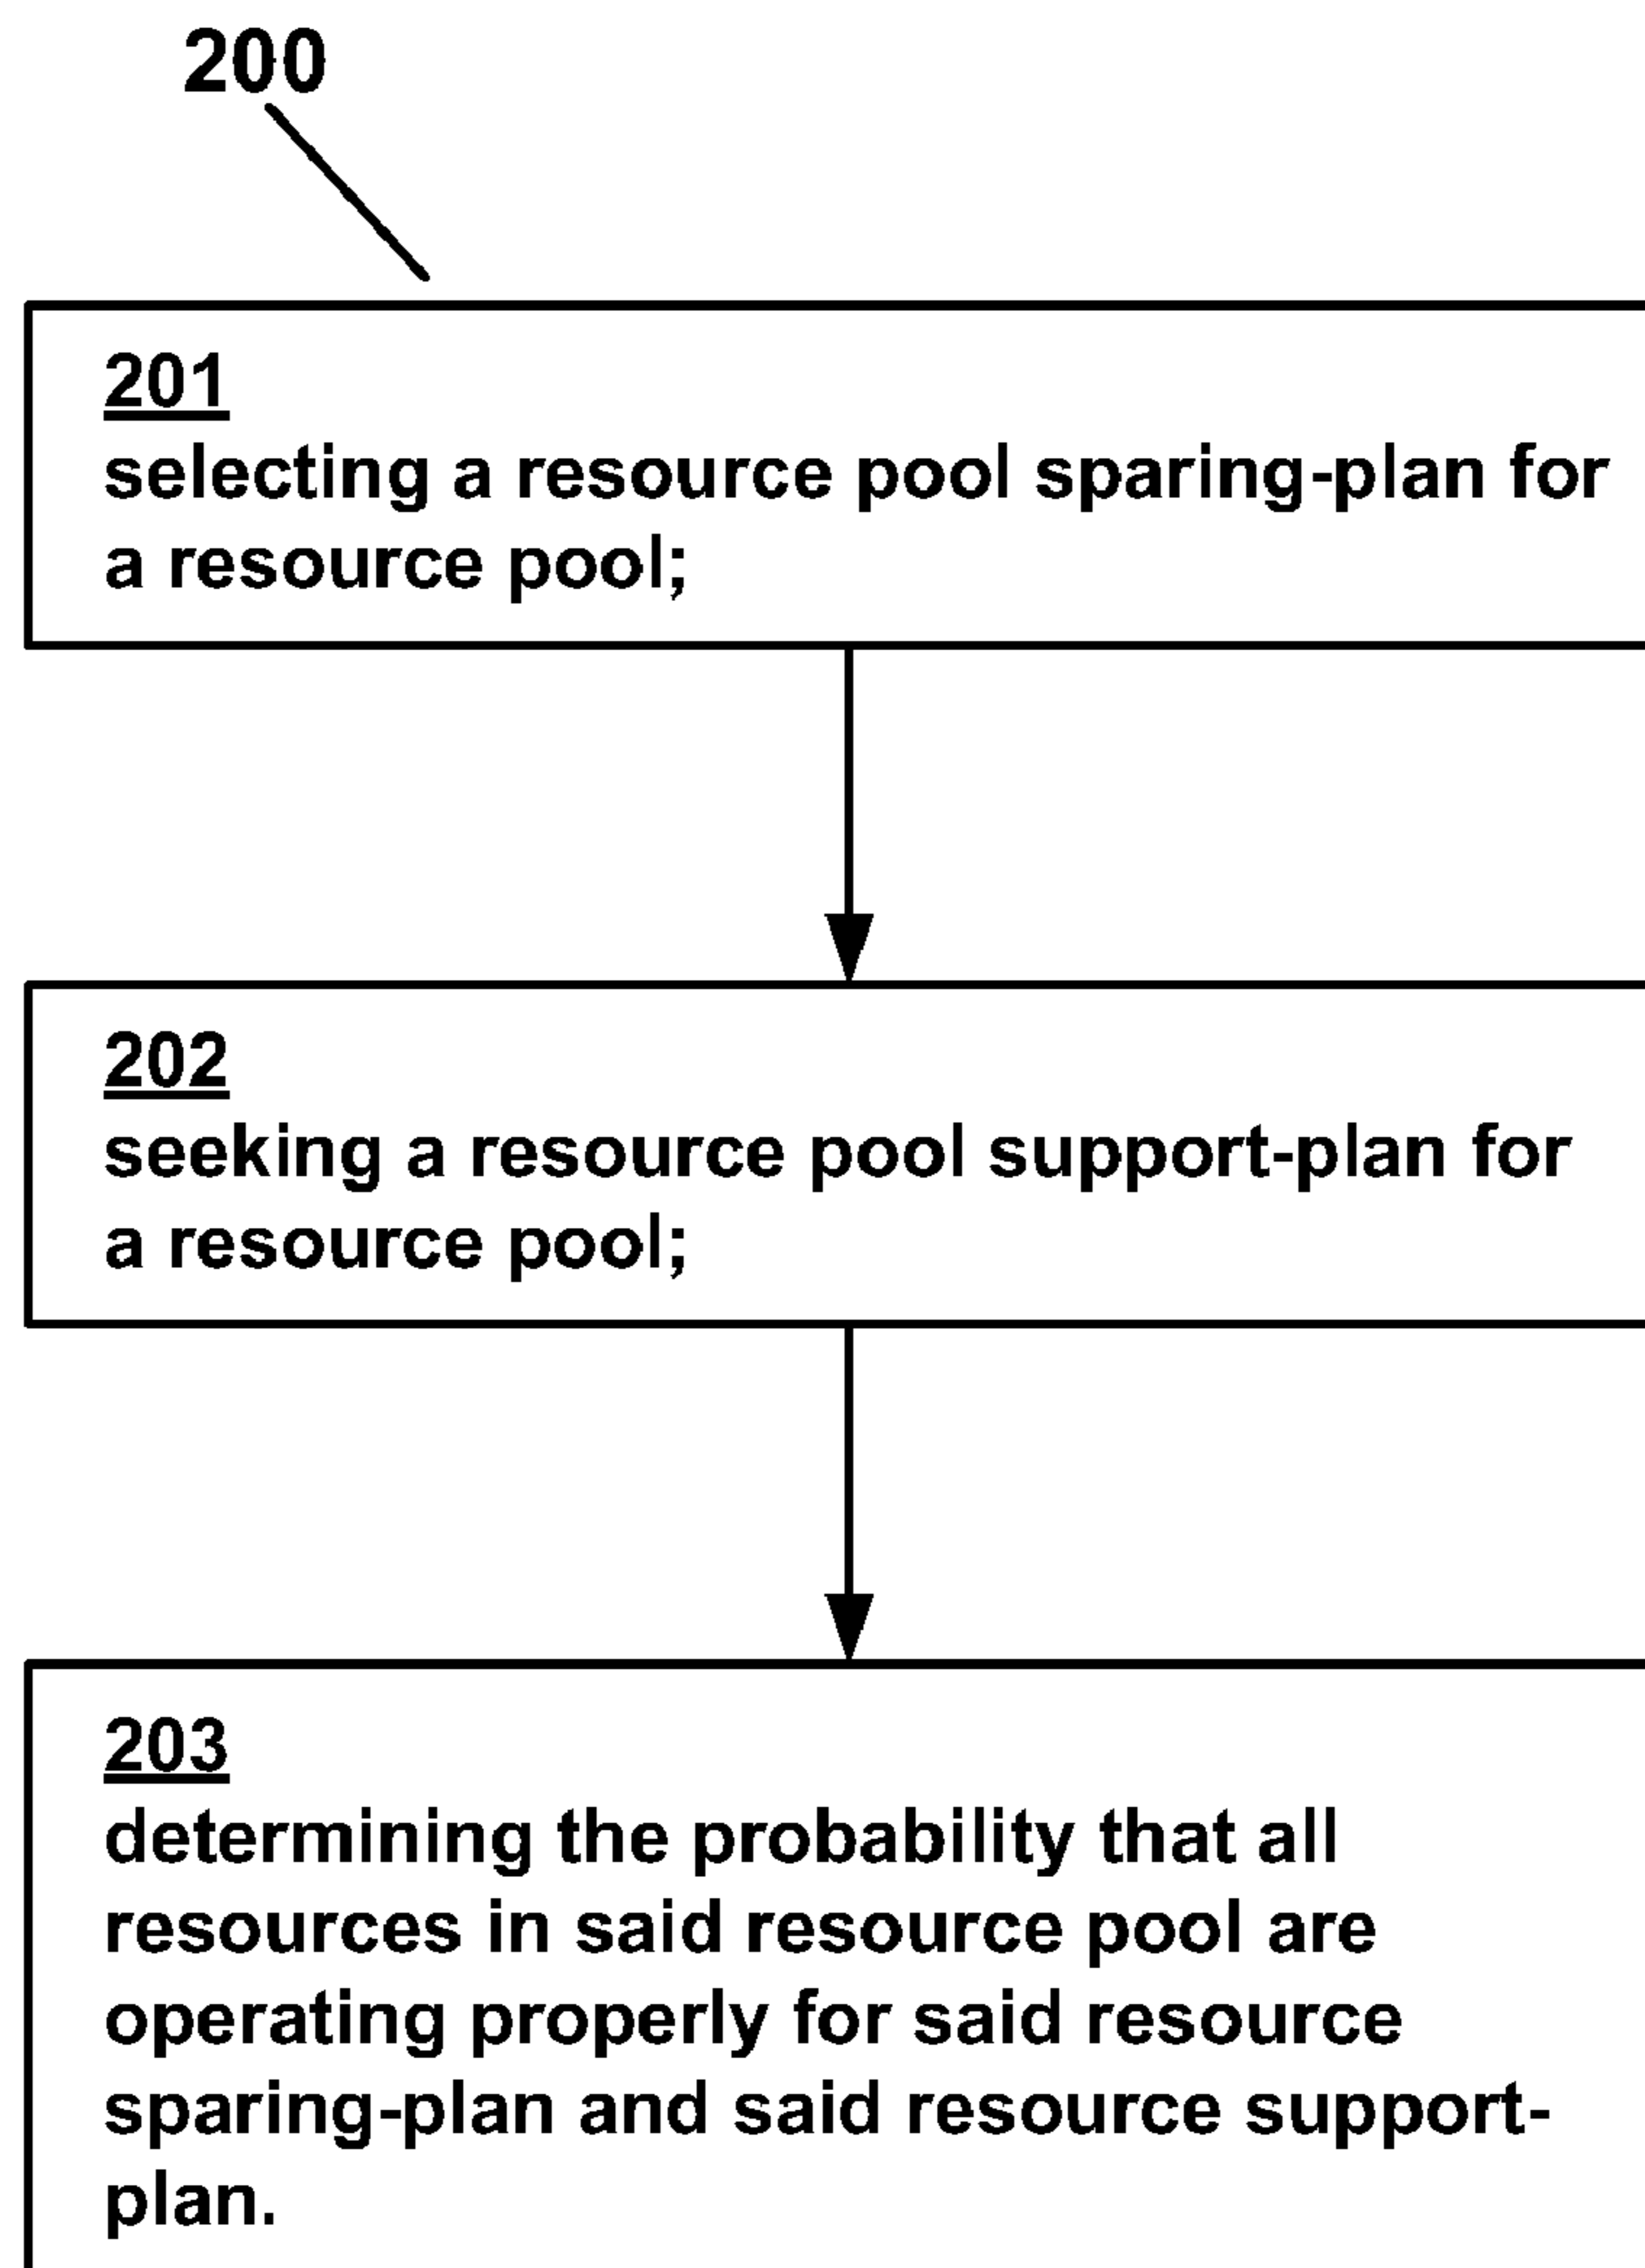 200
201
selecting a resource pool sparing-plan for
a resource pool;
202
seeking a resource pool support-plan for
a resource pool;
203
determining the probability that all
resources in said resource pool are
operating properly for said resource
sparing-plan and said resource support-
plan.